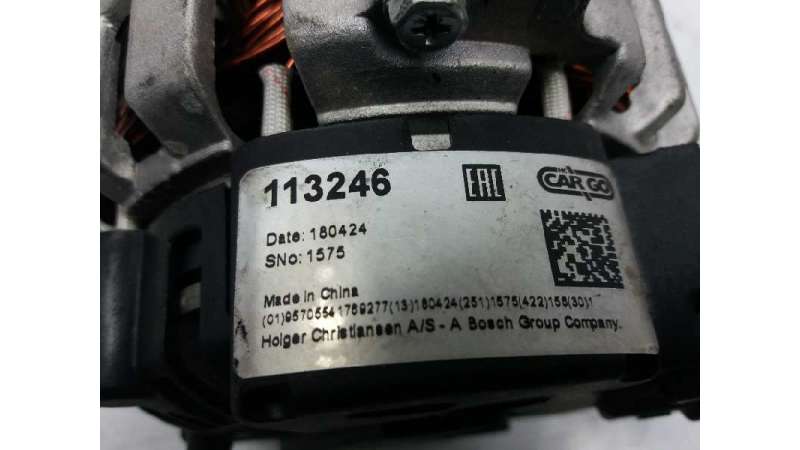 113246
EAC
CARGO
Date: 180424
SNo: 1575
Made in China
(01)95705541769277(13)180424(251)1575(422)156(30)1
Holger Christiansen A/S - A Bosch Group Company.